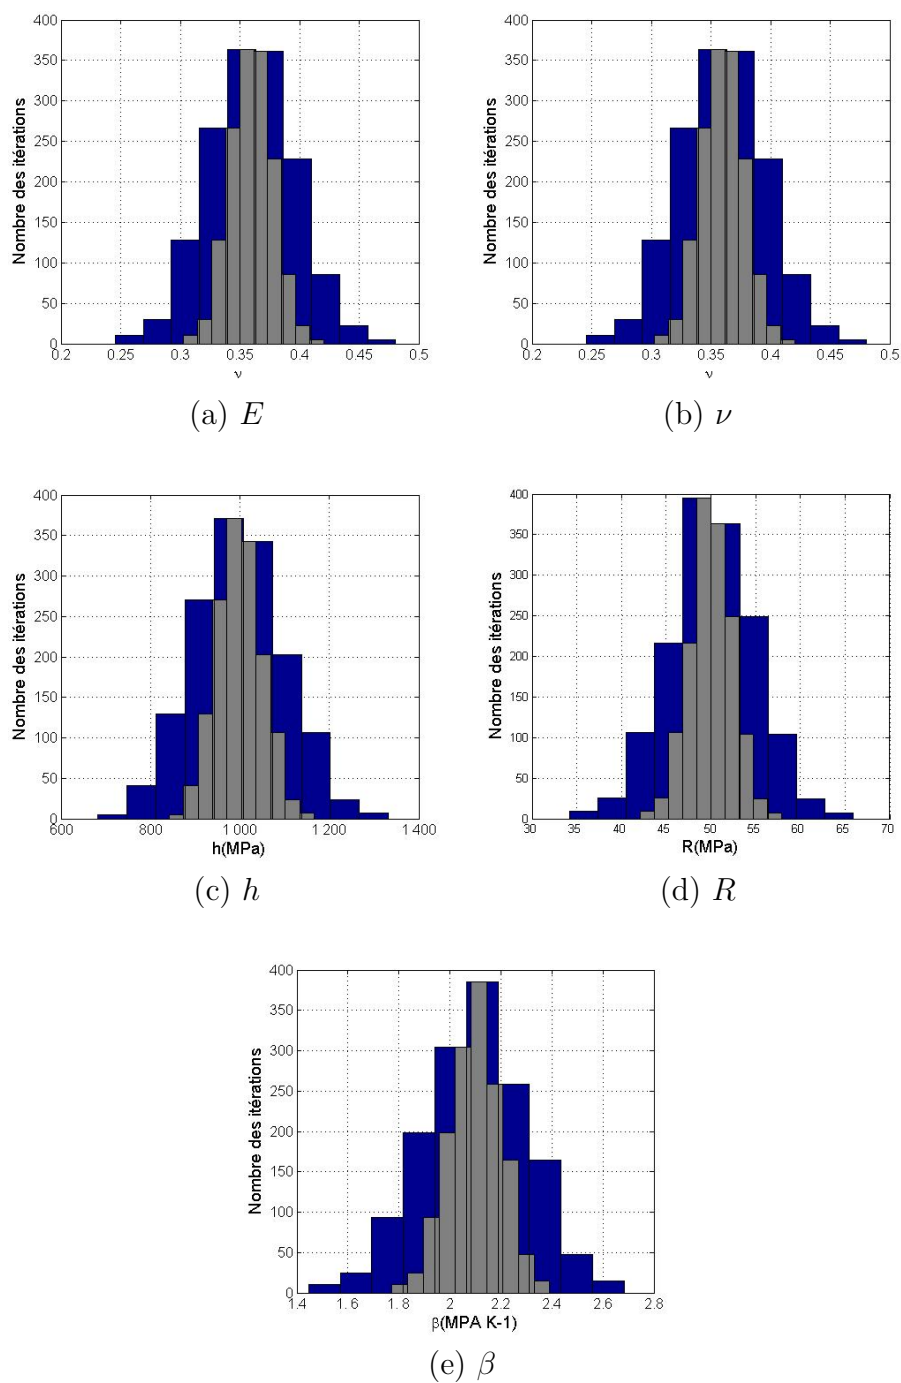 400
350
300
250
200
150
100
50
0
Nombre des itérations
0.2 0.25 0.3 0.35 0.4 0.45 0.5
ν
(a) E
400
350
300
250
200
150
100
50
0
Nombre des itérations
0.2 0.25 0.3 0.35 0.4 0.45 0.5
ν
(b) ν
400
350
300
250
200
150
100
50
0
Nombre des itérations
600 800 1000 1200 1400
h(MPa)
(c) h
400
350
300
250
200
150
100
50
0
Nombre des itérations
30 35 40 45 50 55 60 65 70
R(MPa)
(d) R
400
350
300
250
200
150
100
50
0
Nombre des itérations
1.4 1.6 1.8 2 2.2 2.4 2.6 2.8
β(MPA K-1)
(e) β